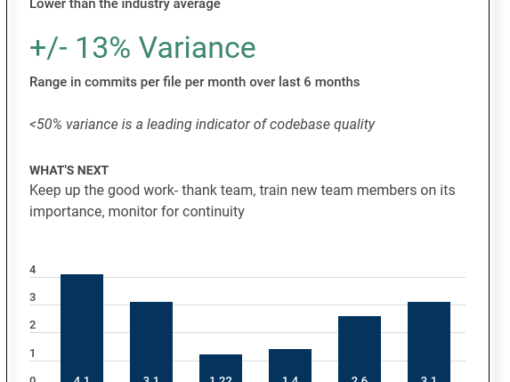 Lower than the industry average
+/- 13% Variance
Range in commits per file per month over last 6 months
<50% variance is a leading indicator of codebase quality
WHAT'S NEXT
Keep up the good work- thank team, train new team members on its
importance, monitor for continuity
4
3
2
1
0
4.1 3.1 1.22 1.4 2.6 3.1